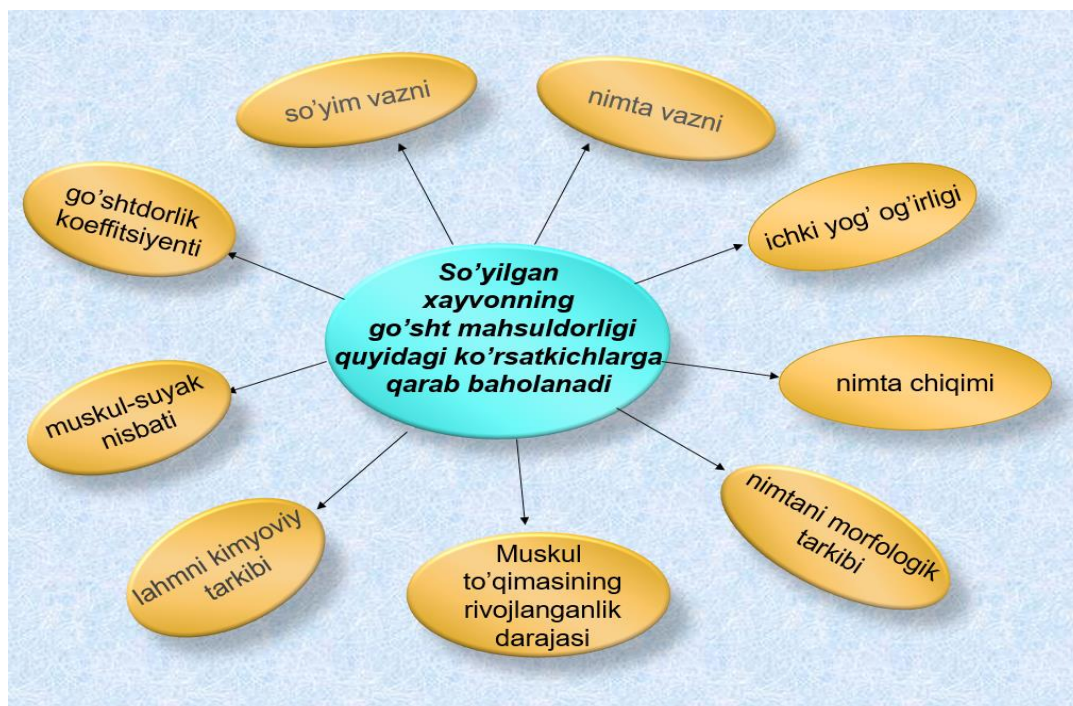 so’yim vazni
nimta vazni
go’shtdorlik
koeffitsiyenti
ichki yog’ og’irligi
So’yilgan
xayvonning
go’sht mahsuldorligi
quyidagi ko’rsatkichlarga
qarab baholanadi
muskul-suyak
nisbati
nimta chiqimi
lahmni kimyoviy
tarkibi
Muskul
to’qimasining
rivojlanganlik
darajasi
nimtani morfologik
tarkibi